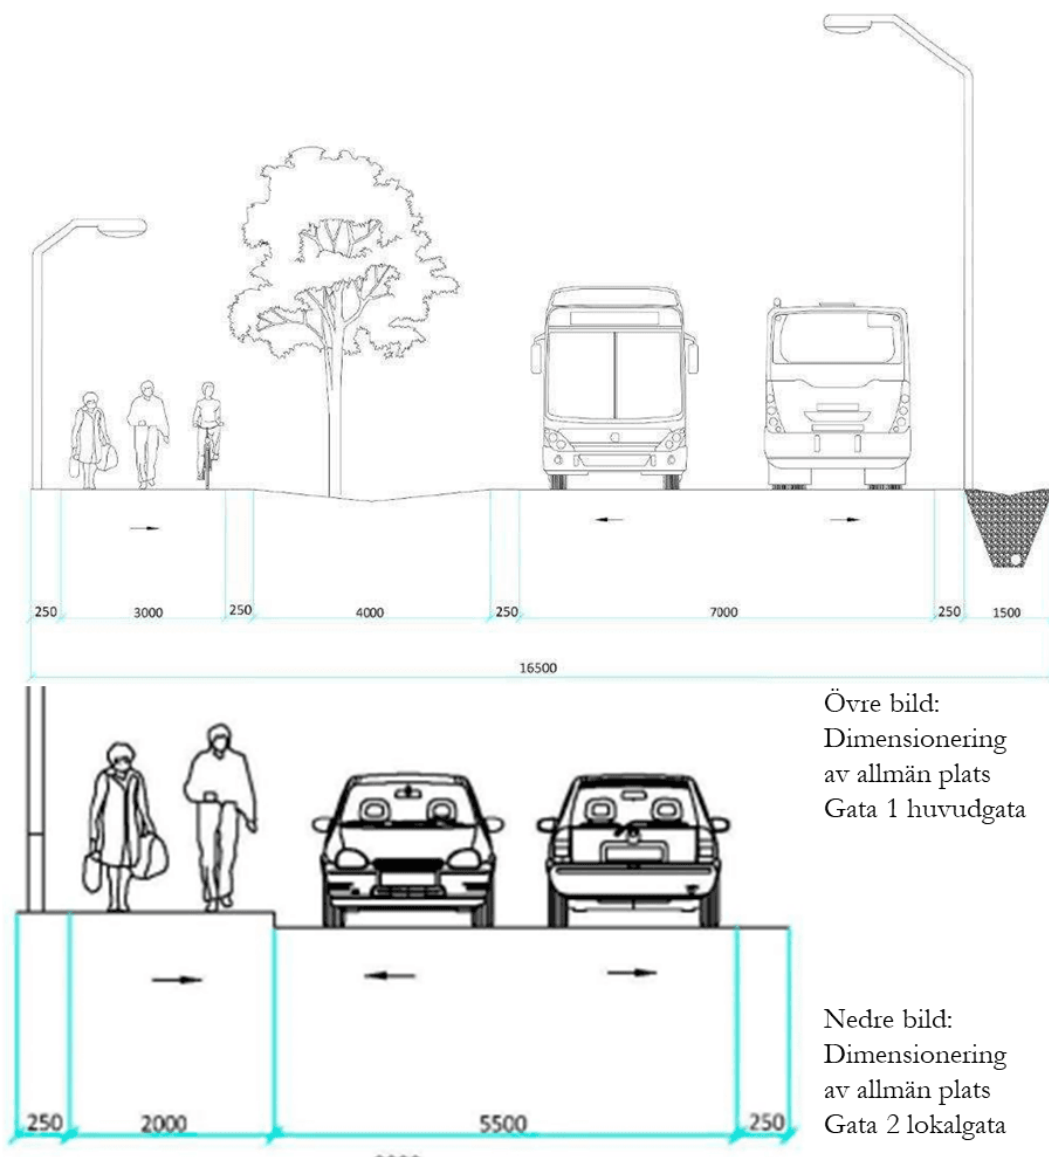 250 3000 250 4000 250 7000 250 1500
16500
Övre bild:
Dimensionering
av allmän plats
Gata 1 huvudgata
Nedre bild:
Dimensionering
av allmän plats
Gata 2 lokalgata
250 2000 5500 250